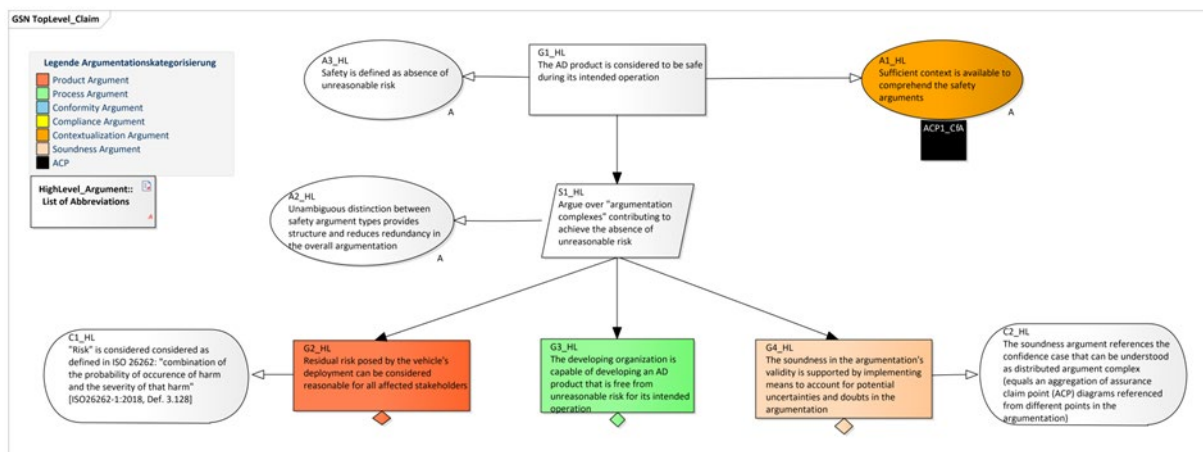 GSN TopLevel_Claim
Legende Argumentationskategorisierung
Product Argument
Process Argument
Conformity Argument
Compliance Argument
Contextualization Argument
Soundness Argument
ACP
HighLevel_Argument::
List of Abbreviations
A
A3_HL
Safety is defined as absence of
unreasonable risk
A
G1_HL
The AD product is considered to be safe
during its intended operation
A1_HL
Sufficient context is available to
comprehend the safety
arguments
A
ACP1_CfA
A2_HL
Unambiguous distinction between
safety argument types provides
structure and reduces redundancy in
the overall argumentation
A
S1_HL
Argue over "argumentation
complexes" contributing to
achieve the absence of
unreasonable risk
C1_HL
"Risk" is considered considered as
defined in ISO 26262: "combination of
the probability of occurence of harm
and the severity of that harm"
[ISO26262-1:2018, Def. 3.128]
G2_HL
Residual risk posed by the vehicle's
deployment can be considered
reasonable for all affected stakeholders
G3_HL
The developing organization is
capable of developing an AD
product that is free from
unreasonable risk for its intended
operation
G4_HL
The soundness in the argumentation's
validity is supported by implementing
means to account for potential
uncertainties and doubts in the
argumentation
C2_HL
The soundness argument references the
confidence case that can be understood
as distributed argument complex
(equals an aggregation of assurance
claim point (ACP) diagrams referenced
from different points in the
argumentation)